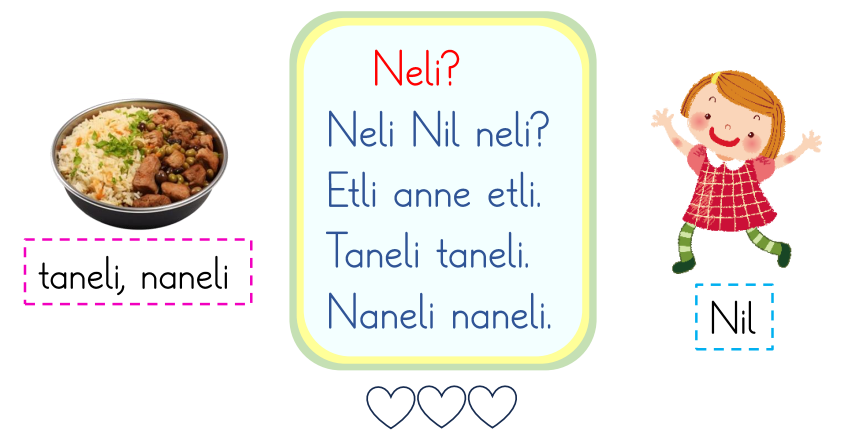 Neli?
Neli Nil neli?
Etli anne etli.
Taneli taneli.
Naneli naneli.
taneli, naneli
Nil